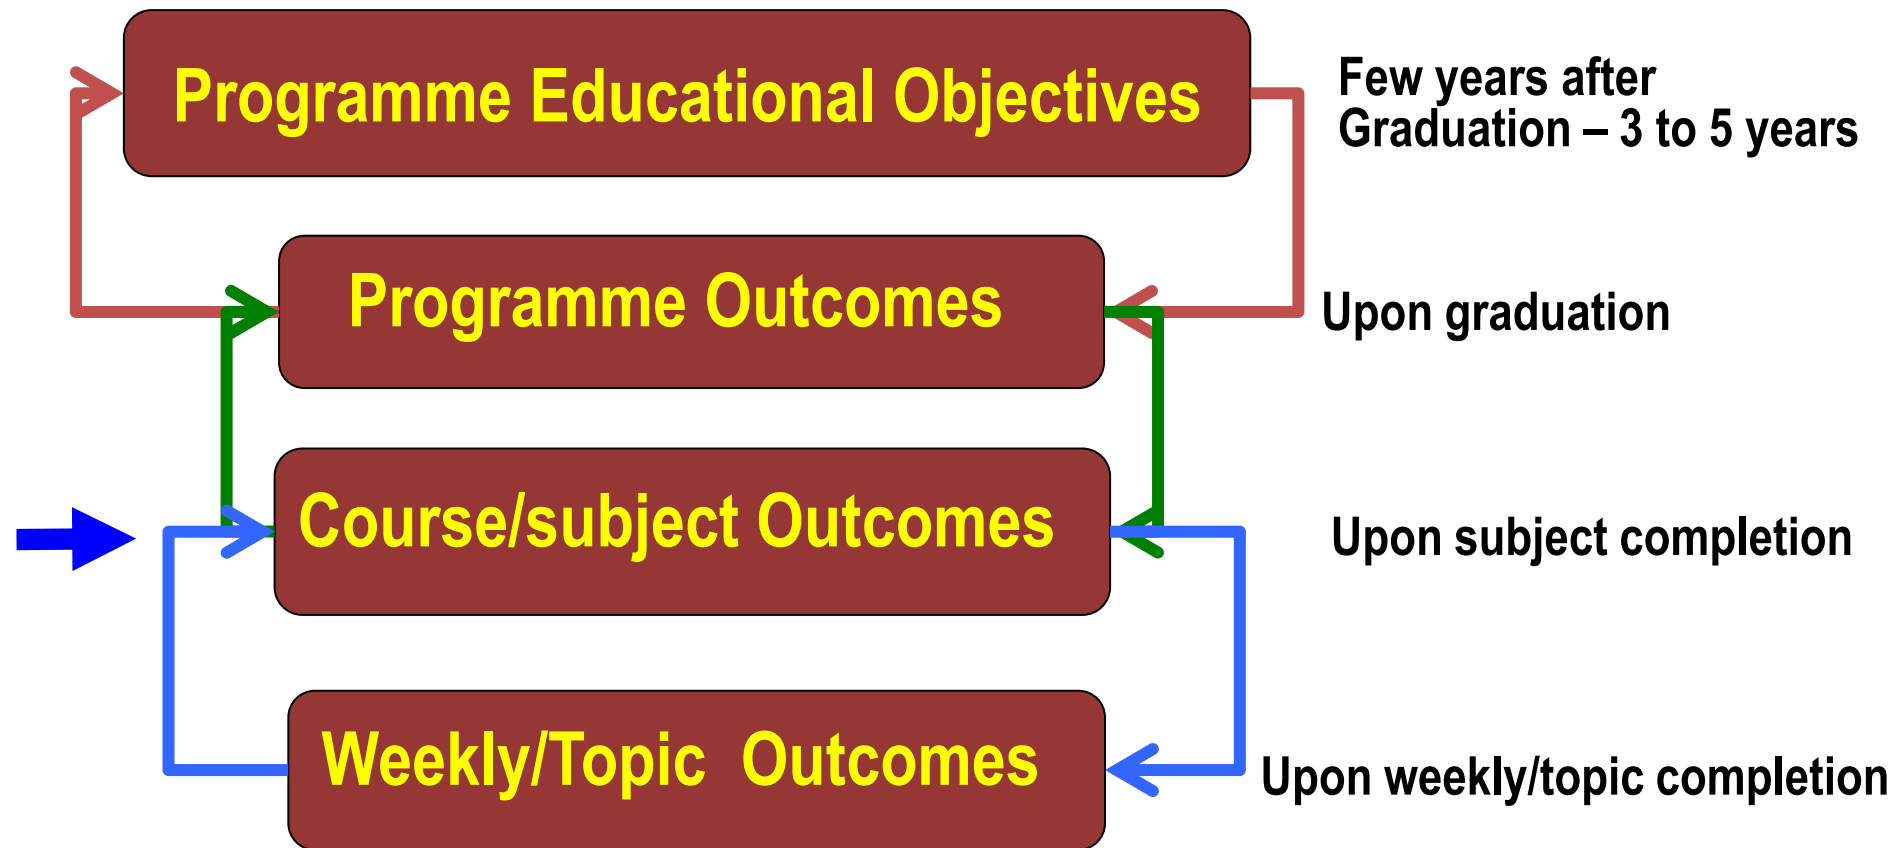 Programme Educational Objectives
Few years after
Graduation – 3 to 5 years
Programme Outcomes
Upon graduation
Course/subject Outcomes
Upon subject completion
Weekly/Topic  Outcomes
Upon weekly/topic completion